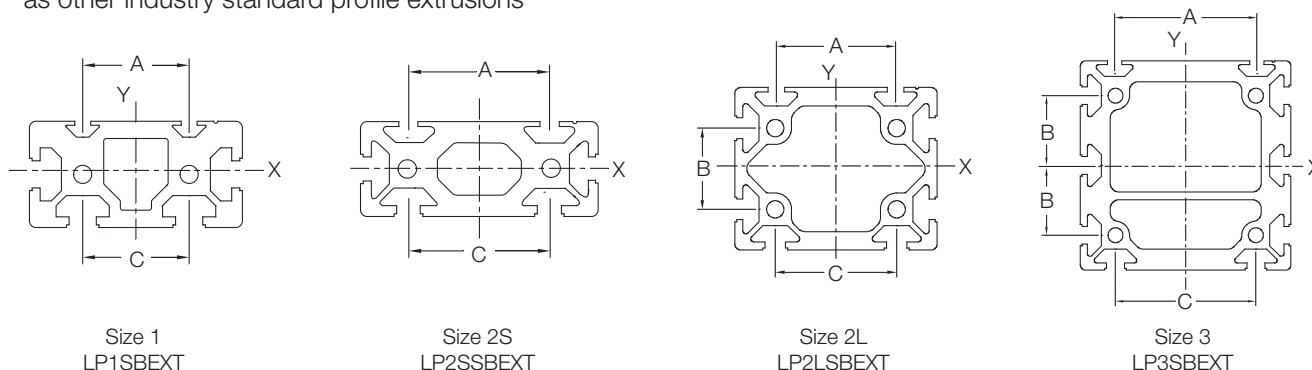 as other industry standard profile extrusions
A
Y
X
C
Size 1
LP1SBEXT
A
X
C
Size 2S
LP2SSBEXT
A
Y
B
X
C
Size 2L
LP2LSBEXT
A
Y
B
B
X
C
Size 3
LP3SBEXT